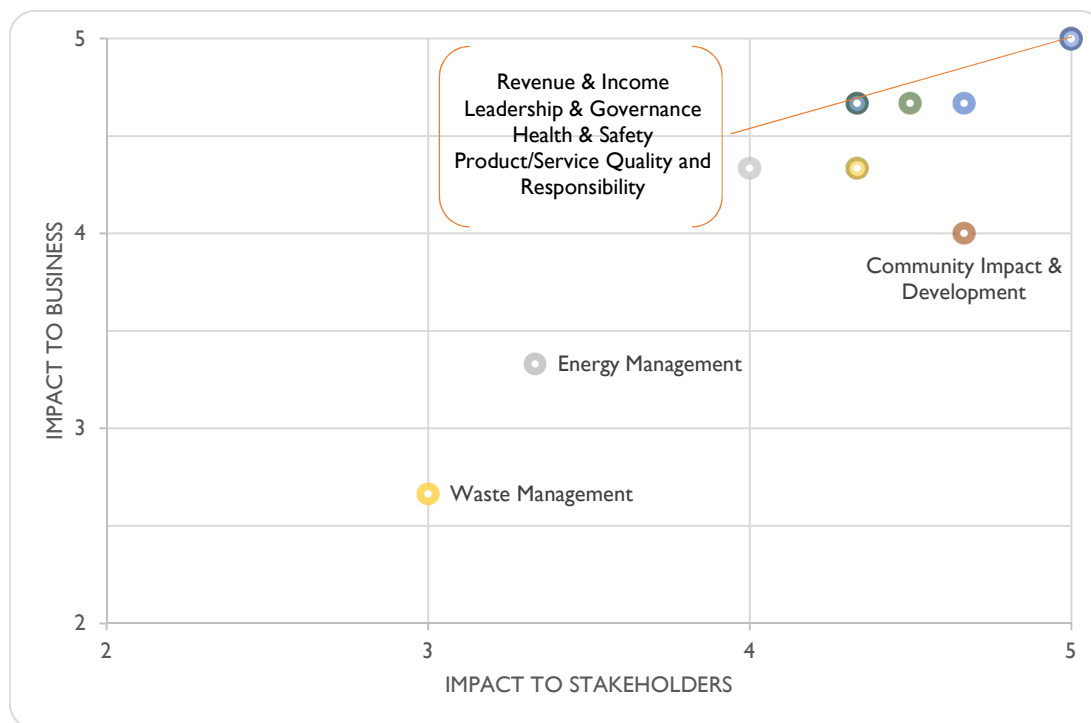 5
Revenue & Income
Leadership & Governance
Health & Safety
Product/Service Quality and
Responsibility
4
Community Impact &
Development
IMPACT TO BUSINESS
Energy Management
3
Waste Management
2
2
3
4
5
IMPACT TO STAKEHOLDERS